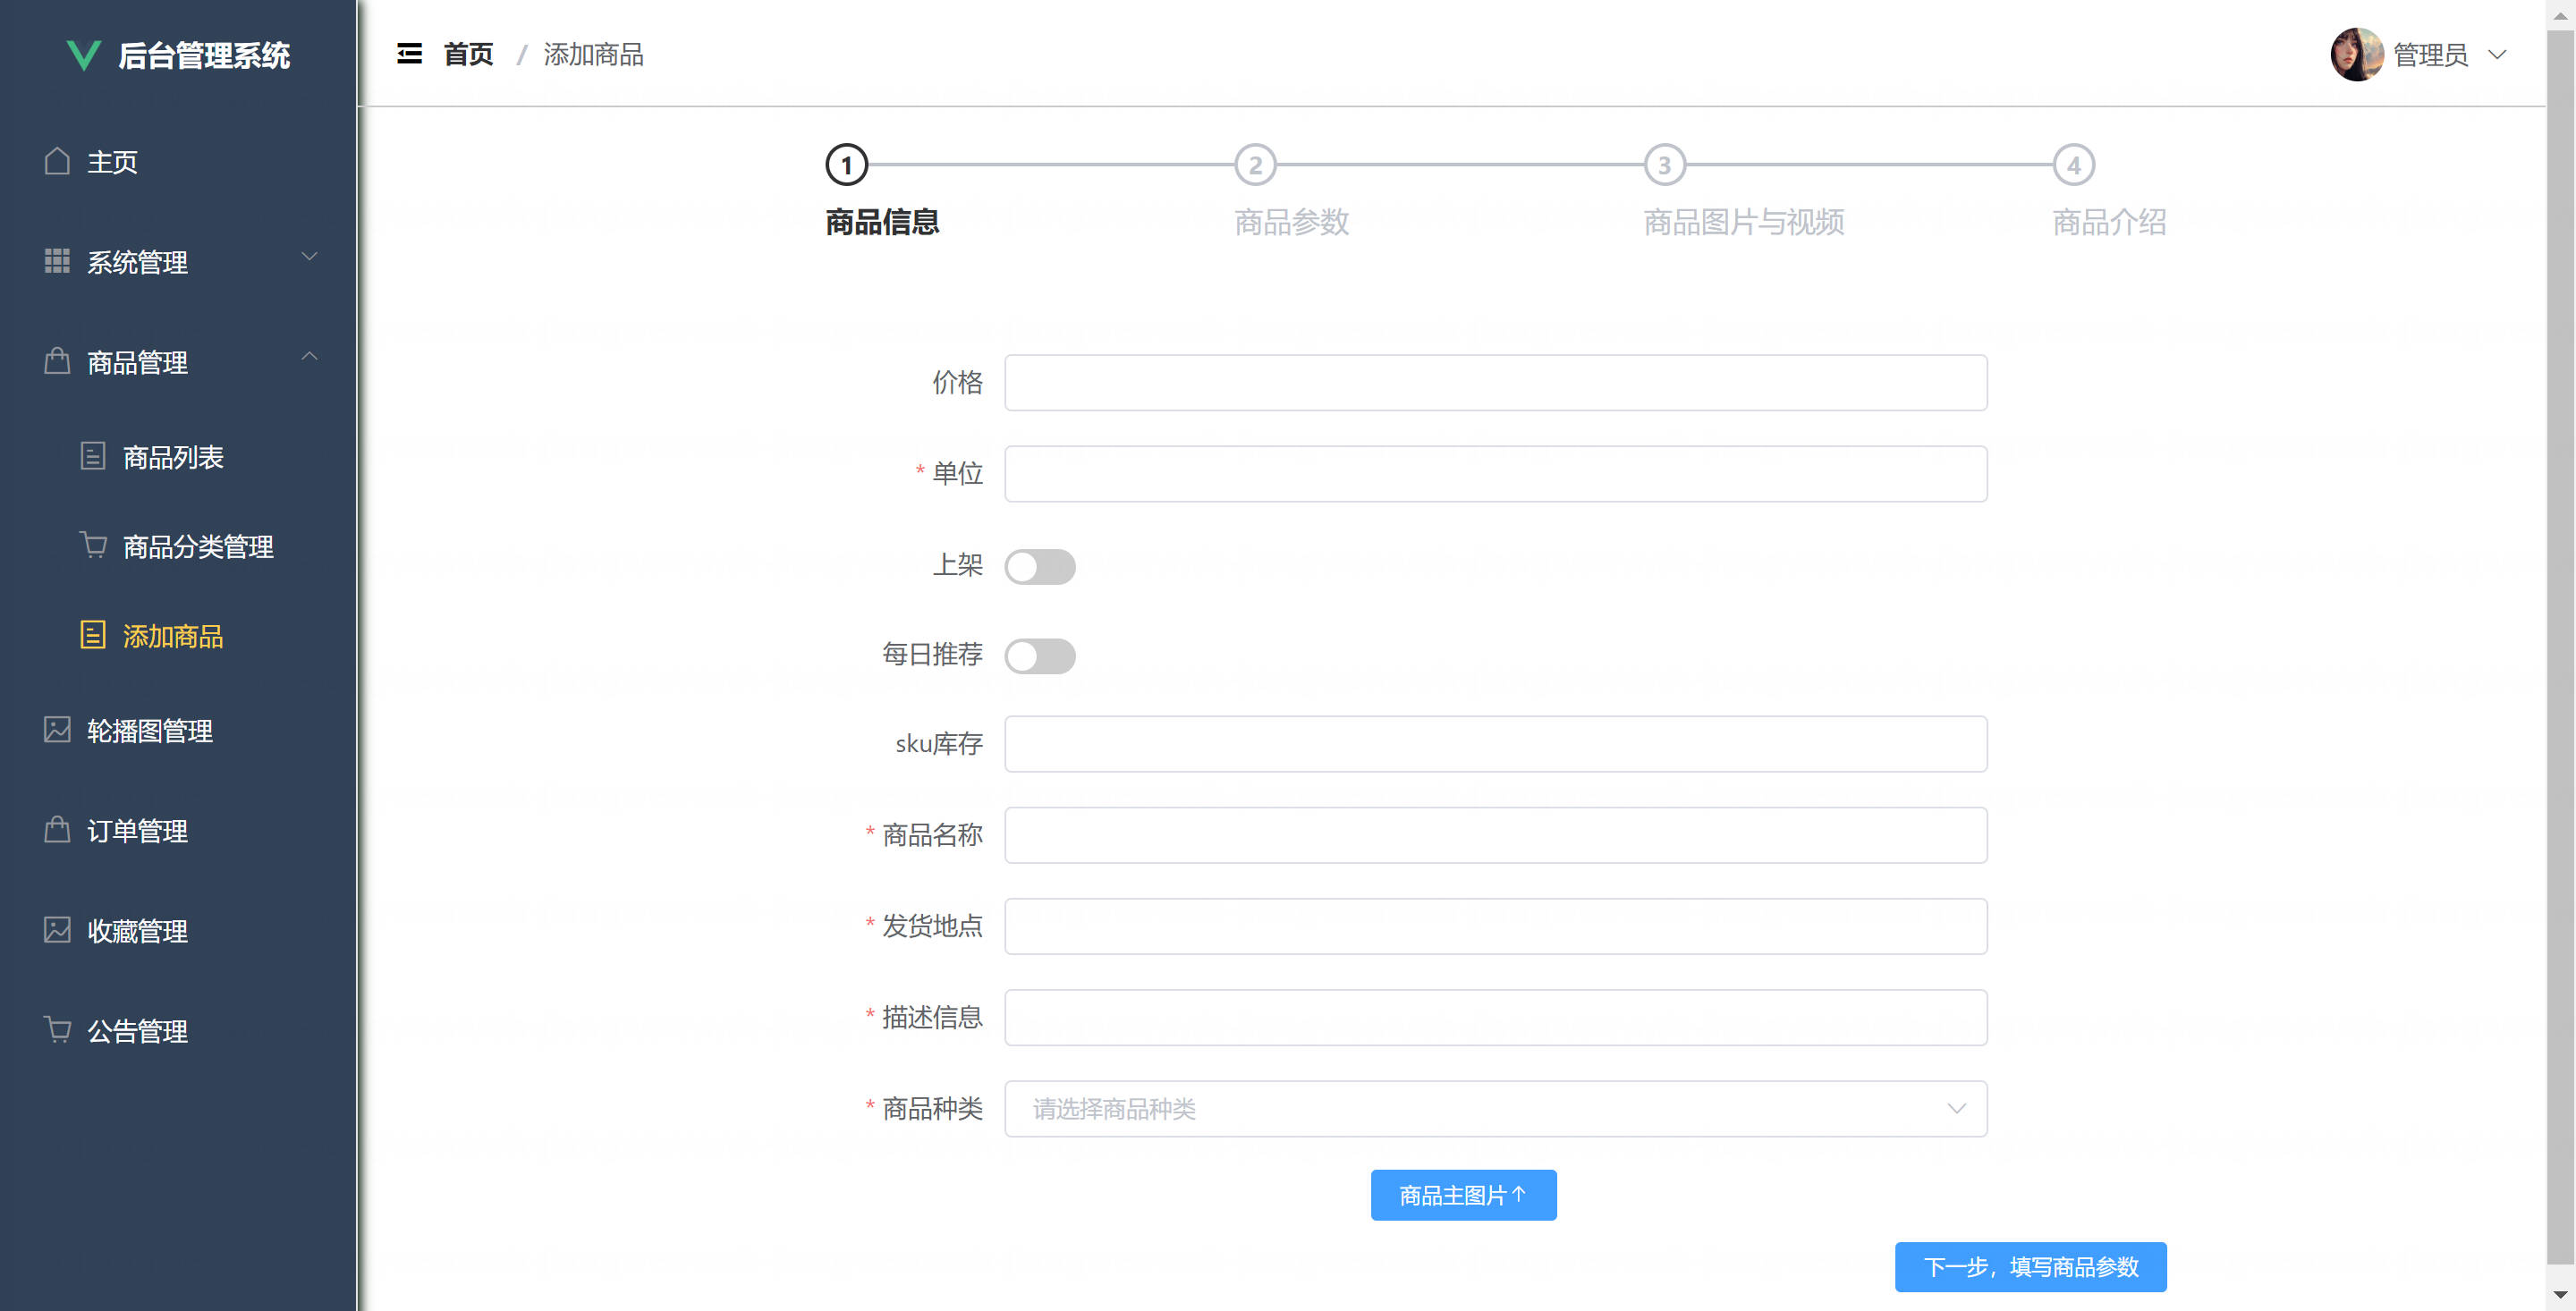 后台管理系统
首页 / 添加商品
管理员
主页
系统管理
商品管理
商品列表
商品分类管理
添加商品
轮播图管理
订单管理
收藏管理
公告管理
1
2
3
4
商品信息
商品参数
商品图片与视频
商品介绍
价格
* 单位
上架
每日推荐
sku库存
* 商品名称
* 发货地点
* 描述信息
* 商品种类 请选择商品种类
商品主图片↑
下一步，填写商品参数